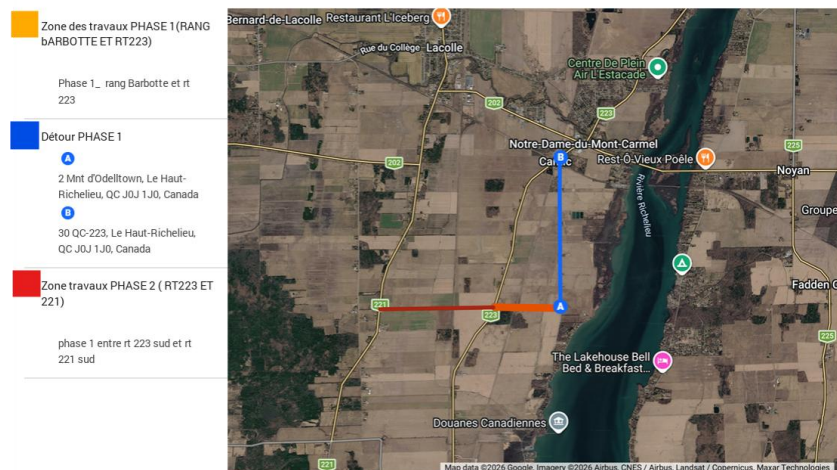 Zone des travaux PHASE 1(RANG
bARBOTTE ET RT223)
Phase 1_ rang Barbotte et rt
223
Détour PHASE 1
A
2 Mnt d'Odelltown, Le Haut-
Richelieu, QC J0J 1J0, Canada
B
30 QC-223, Le Haut-Richelieu,
QC J0J 1J0, Canada
Zone travaux PHASE 2 ( RT223 ET
221)
phase 1 entre rt 223 sud et rt
221 sud
Bernard-de-Lacolle
Restaurant L'Iceberg
Rue du Collège
Lacolle
Centre De Plein
Air L'Estacade
202
223
Notre-Dame-du-Mont-Carmel
B
Rest-Ô-Vieux Poêle
225
202
Noyan
Rivière Richelieu
Groupe
Fadden
221
223
A
225
The Lakehouse Bell
Bed & Breakfast...
Douanes Canadiennes
221
Map data ©2026 Google, Imagery ©2026 Airbus, CNES / Airbus, Landsat / Copernicus, Maxar Technologies